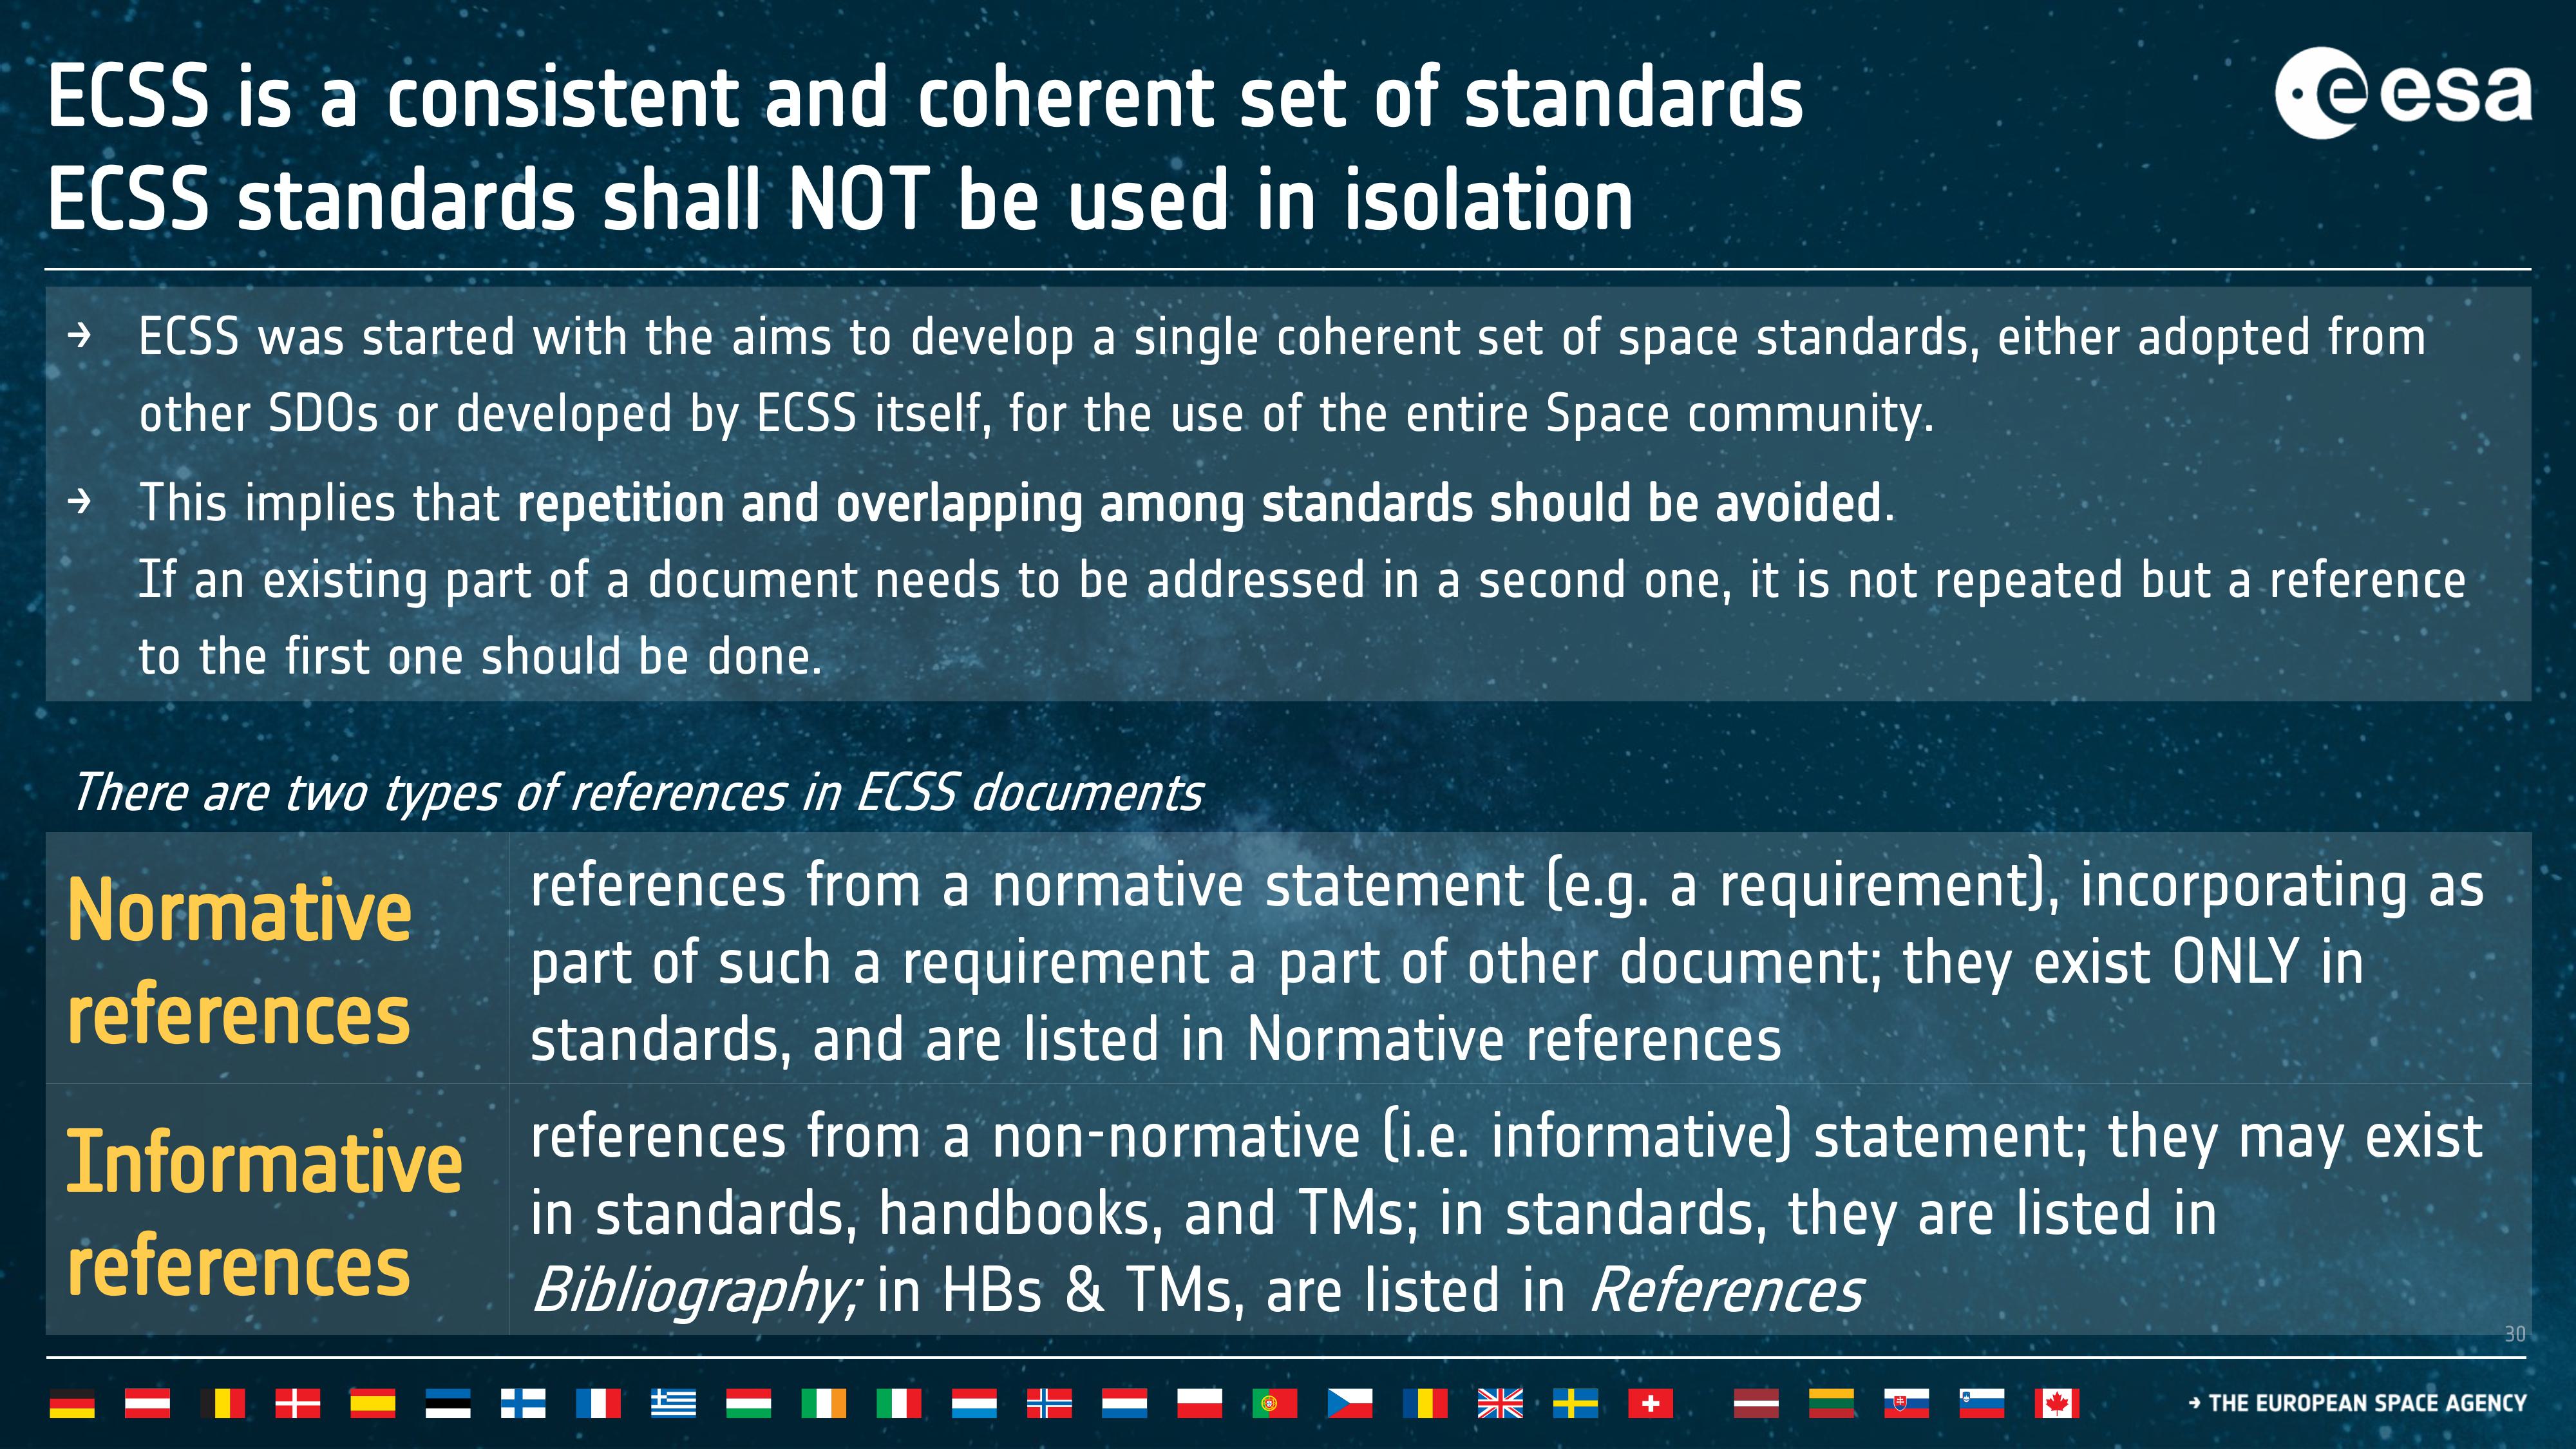 ECSS is a consistent and coherent set of standards
ECSS standards shall NOT be used in isolation
esa
→ ECSS was started with the aims to develop a single coherent set of space standards, either adopted from
other SDOs or developed by ECSS itself, for the use of the entire Space community.
→ This implies that repetition and overlapping among standards should be avoided.
If an existing part of a document needs to be addressed in a second one, it is not repeated but a reference
to the first one should be done.
There are two types of references in ECSS documents
Normative
references
references from a normative statement (e.g. a requirement), incorporating as
part of such a requirement a part of other document; they exist ONLY in
standards, and are listed in Normative references
Informative
references
references from a non-normative (i.e. informative) statement; they may exist
in standards, handbooks, and TMs; in standards, they are listed in
Bibliography; in HBs & TMs, are listed in References
30
→ THE EUROPEAN SPACE AGENCY